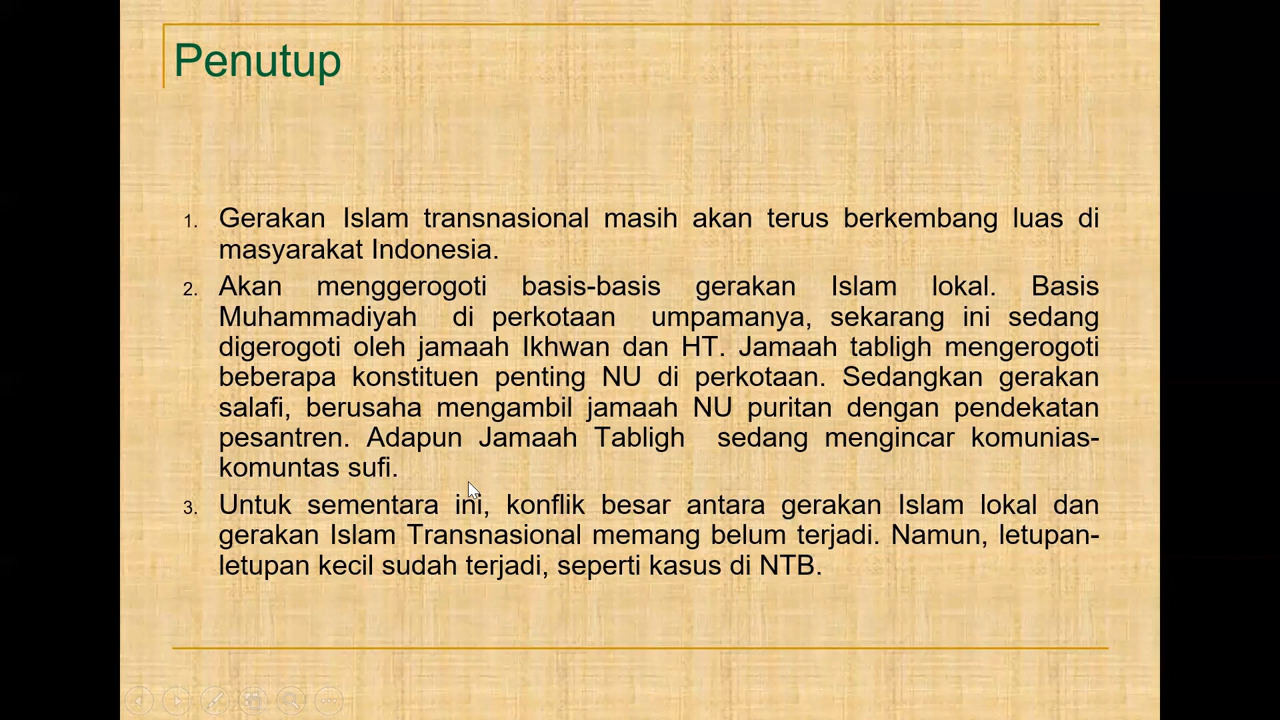 Penutup
1. Gerakan Islam transnasional masih akan terus berkembang luas di
masyarakat Indonesia.
2. Akan menggerogoti basis-basis gerakan Islam lokal. Basis
Muhammadiyah di perkotaan umpamanya, sekarang ini sedang
digerogoti oleh jamaah Ikhwan dan HT. Jamaah tabligh mengerogoti
beberapa konstituen penting NU di perkotaan. Sedangkan gerakan
salafi, berusaha mengambil jamaah NU puritan dengan pendekatan
pesantren. Adapun Jamaah Tabligh sedang mengincar komunias-
komuntas sufi.
3. Untuk sementara ini, konflik besar antara gerakan Islam lokal dan
gerakan Islam Transnasional memang belum terjadi. Namun, letupan-
letupan kecil sudah terjadi, seperti kasus di NTB.